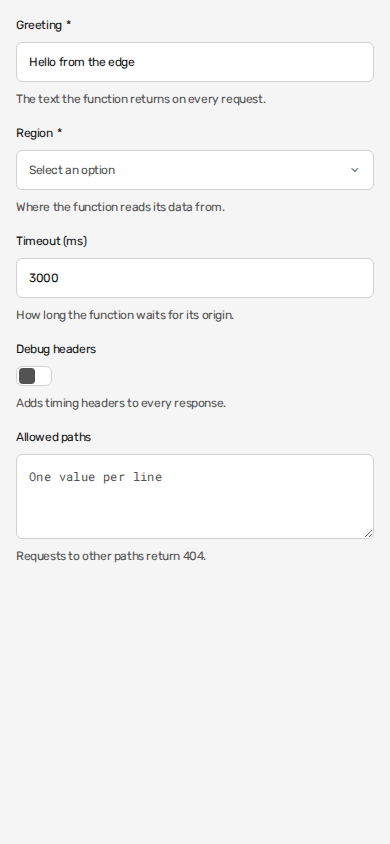 Greeting *
Hello from the edge
The text the function returns on every request.
Region *
Select an option
Where the function reads its data from.
Timeout (ms)
3000
How long the function waits for its origin.
Debug headers
Adds timing headers to every response.
Allowed paths
One value per line
Requests to other paths return 404.